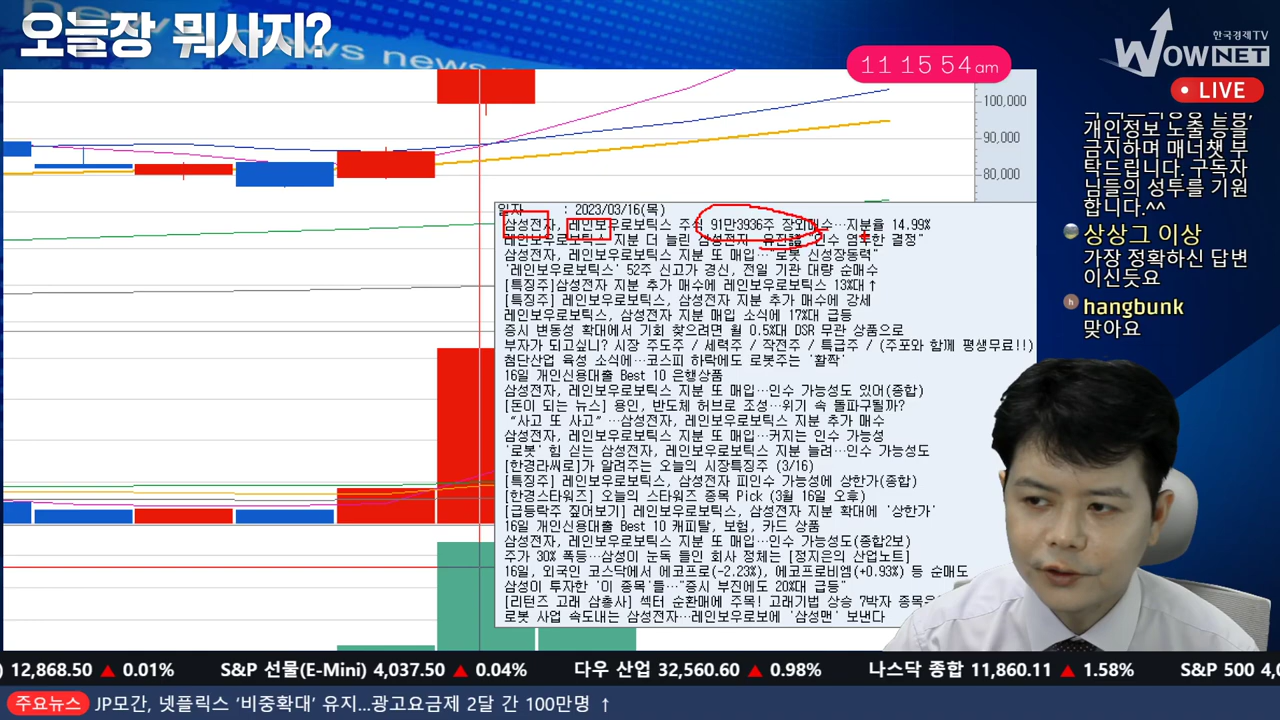 오늘장 뭐사지?
news
11 15 54 am
한국경제TV
WOWNET
LIVE
100,000
90,000
80,000
개인정보 노출 등을
금지하며 매너챗 부
탁드립니다. 구독자
님들의 성투를 기원
합니다.^^
상상그 이상
가장 정확하신 답변
이신듯요
h
hangbunk
맞아요
일자 : 2023/03/16(목)
삼성전자, 레인보우로보틱스 주식 91만3936주 장외매수…지분율 14.99%
레인보우로보틱스 지분 더 늘린 삼성전자…유진證 "인수 염두한 결정"
삼성전자, 레인보우로보틱스 지분 또 매입…"로봇 신성장동력"
'레인보우로보틱스' 52주 신고가 경신, 전일 기관 대량 순매수
[특징주]삼성전자 지분 추가 매수에 레인보우로보틱스 13%대↑
[특징주] 레인보우로보틱스, 삼성전자 지분 추가 매수에 강세
레인보우로보틱스, 삼성전자 지분 매입 소식에 17%대 급등
증시 변동성 확대에서 기회 찾으려면 월 0.5%대 DSR 무관 상품으로
부자가 되고싶니? 시장 주도주 / 세력주 / 작전주 / 특급주 / (주포와 함께 평생무료!!)
첨단산업 육성 소식에…코스피 하락에도 로봇주는 '활짝'
16일 개인신용대출 Best 10 은행상품
삼성전자, 레인보우로보틱스 지분 또 매입…인수 가능성도 있어(종합)
[돈이 되는 뉴스] 용인, 반도체 허브로 조성…위기 속 돌파구될까?
"사고 또 사고"…삼성전자, 레인보우로보틱스 지분 추가 매수
삼성전자, 레인보우로보틱스 지분 또 매입…커지는 인수 가능성
'로봇' 힘 싣는 삼성전자, 레인보우로보틱스 지분 늘려…인수 가능성도
[한경라씨로]가 알려주는 오늘의 시장특징주 (3/16)
[특징주] 레인보우로보틱스, 삼성전자 피인수 가능성에 상한가(종합)
[한경스타워즈] 오늘의 스타워즈 종목 Pick (3월 16일 오후)
[급등락주 짚어보기] 레인보우로보틱스, 삼성전자 지분 확대에 '상한가'
16일 개인신용대출 Best 10 캐피탈, 보험, 카드 상품
삼성전자, 레인보우로보틱스 지분 또 매입…인수 가능성도(종합2보)
주가 30% 폭등…삼성이 눈독 들인 회사 정체는 [정지은의 산업노트]
16일, 외국인 코스닥에서 에코프로(-2.23%), 에코프로비엠(+0.93%) 등 순매도
삼성이 투자한 '이 종목'들…"증시 부진에도 20%대 급등"
[리턴즈 고래 삼총사] 섹터 순환매에 주목! 고래기법 상승 7박자 종목은
로봇 사업 속도내는 삼성전자…레인보우로보에 '삼성맨' 보낸다
) 12,868.50 ▲ 0.01% S&P 선물(E-Mini) 4,037.50 ▲ 0.04% 다우 산업 32,560.60 ▲ 0.98% 나스닥 종합 11,860.11 ▲ 1.58% S&P 500
주요뉴스 JP모간, 넷플릭스 '비중확대' 유지...광고요금제 2달 간 100만명 ↑